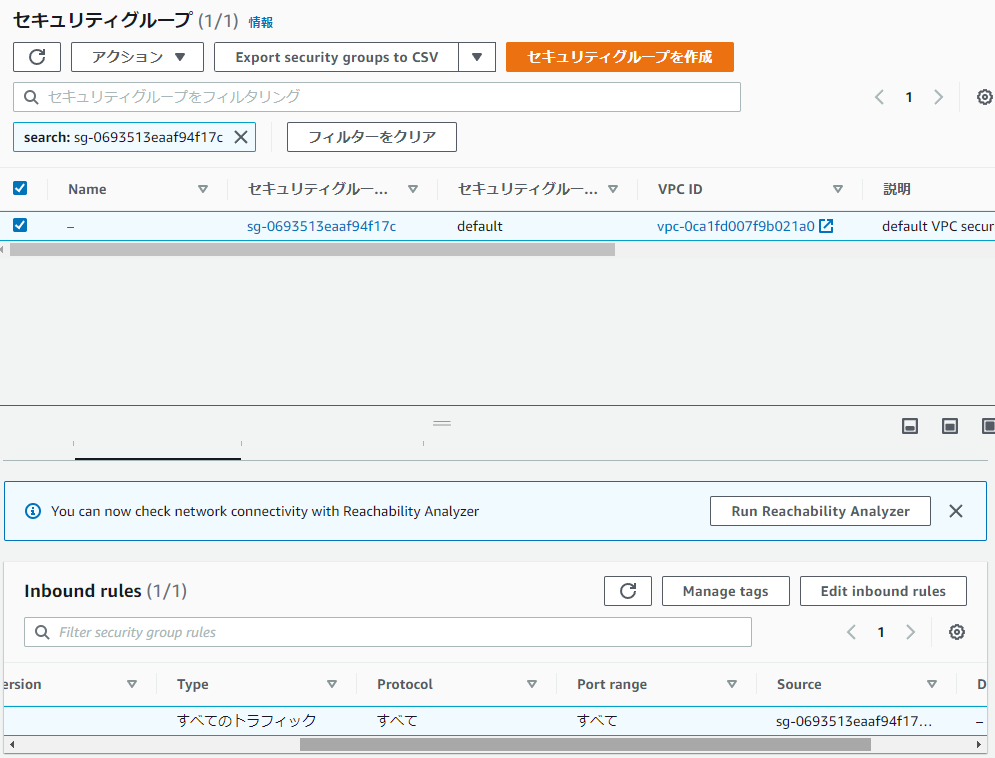 セキュリティグループ (1/1) 情報
アクション Export security groups to CSV セキュリティグループを作成
セキュリティグループをフィルタリング 1
search: sg-0693513eaaf94f17c フィルターをクリア
Name セキュリティグルー... セキュリティグルー... VPC ID 説明
– sg-0693513eaaf94f17c default vpc-0ca1fd007f9b021a0 default VPC secur
You can now check network connectivity with Reachability Analyzer Run Reachability Analyzer
Inbound rules (1/1) Manage tags Edit inbound rules
Filter security group rules 1
ersion Type Protocol Port range Source D
すべてのトラフィック すべて すべて sg-0693513eaaf94f17... –